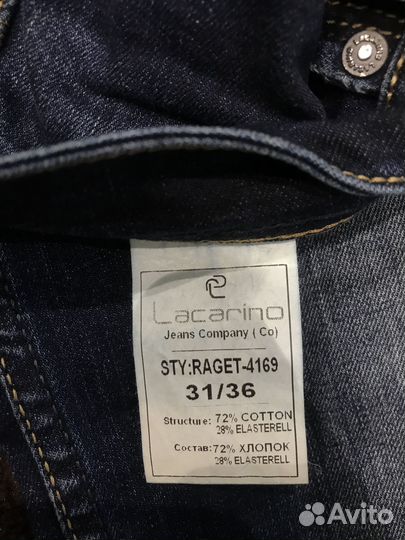 Lacarino
Jeans Company ( Co)
STY:RAGET-4169
31/36
Structure: 72% COTTON
28% ELASTERELL
Состав: 72% ХЛОПОК
28% ELASTERELL
Avito